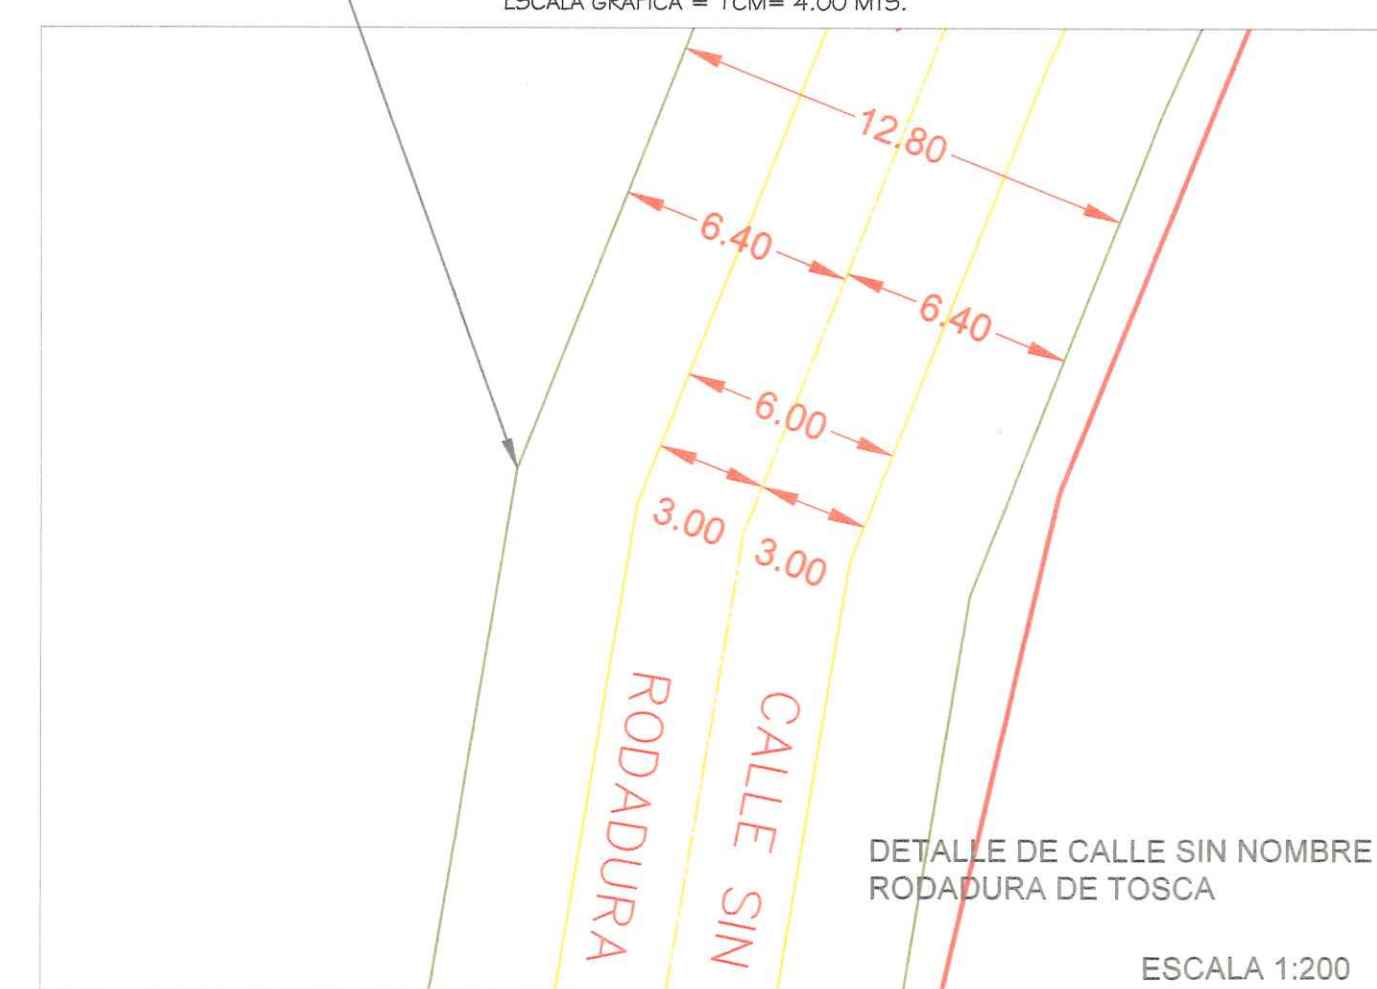 ESCALA GRAFICA = 1CM= 4.00 MTS.
12.80
6.40
6.40
6.00
3.00
3.00
RODADURA
CALLE SIN
DETALLE DE CALLE SIN NOMBRE
RODADURA DE TOSCA
ESCALA 1:200